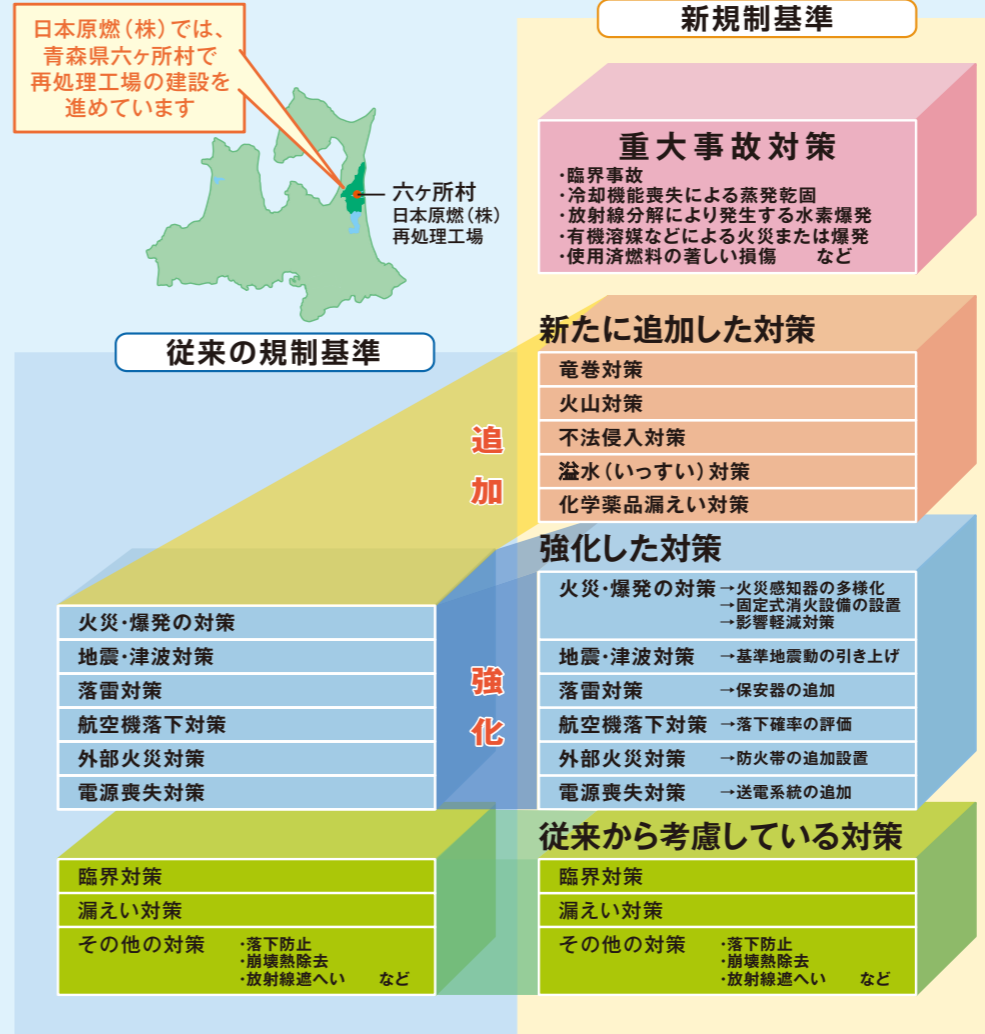 日本原燃（株）では、
青森県六ヶ所村で
再処理工場の建設を
進めています
六ヶ所村
日本原燃（株）
再処理工場
従来の規制基準
火災・爆発の対策
地震・津波対策
落雷対策
航空機落下対策
外部火災対策
電源喪失対策
臨界対策
漏えい対策
その他の対策 ・落下防止
・崩壊熱除去
・放射線遮へい など
追加
強化
新規制基準
重大事故対策
・臨界事故
・冷却機能喪失による蒸発乾固
・放射線分解により発生する水素爆発
・有機溶媒などによる火災または爆発
・使用済燃料の著しい損傷 など
新たに追加した対策
竜巻対策
火山対策
不法侵入対策
溢水（いっすい）対策
化学薬品漏えい対策
強化した対策
火災・爆発の対策 →火災感知器の多様化
→固定式消火設備の設置
→影響軽減対策
地震・津波対策 →基準地震動の引き上げ
落雷対策 →保安器の追加
航空機落下対策 →落下確率の評価
外部火災対策 →防火帯の追加設置
電源喪失対策 →送電系統の追加
従来から考慮している対策
臨界対策
漏えい対策
その他の対策 ・落下防止
・崩壊熱除去
・放射線遮へい など